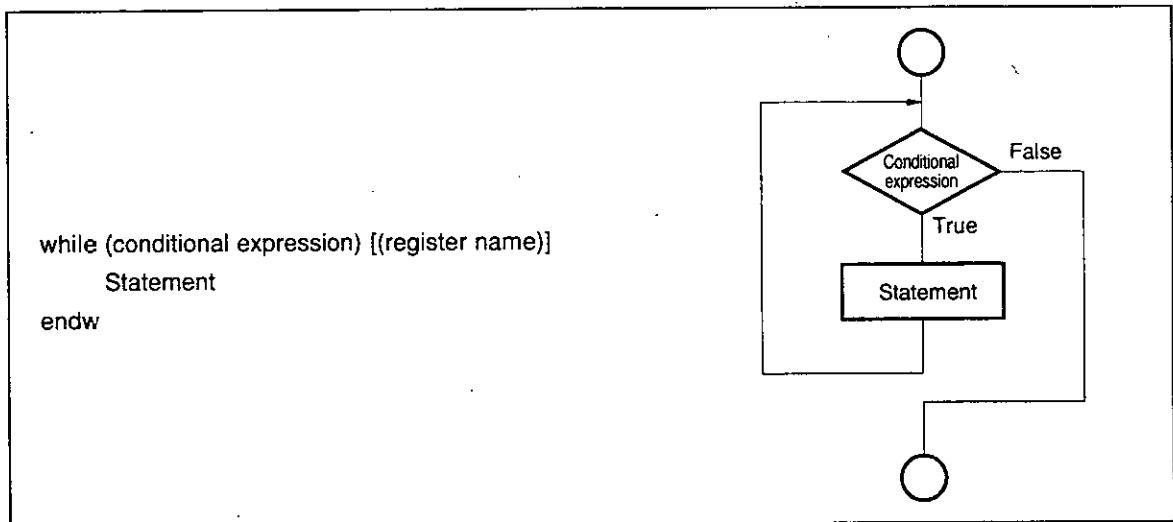 while (conditional expression) [(register name)]
Statement
endw
Conditional
expression
False
True
Statement